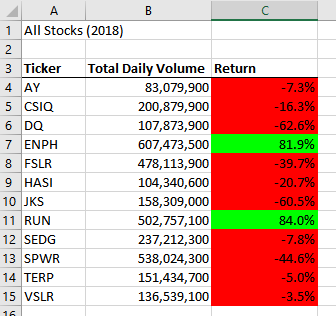 A B C
1 All Stocks (2018)
2
3 Ticker Total Daily Volume Return
4 AY 83,079,900 -7.3%
5 CSIQ 200,879,900 -16.3%
6 DQ 107,873,900 -62.6%
7 ENPH 607,473,500 81.9%
8 FSLR 478,113,900 -39.7%
9 HASI 104,340,600 -20.7%
10 JKS 158,309,000 -60.5%
11 RUN 502,757,100 84.0%
12 SEDG 237,212,300 -7.8%
13 SPWR 538,024,300 -44.6%
14 TERP 151,434,700 -5.0%
15 VSLR 136,539,100 -3.5%
16